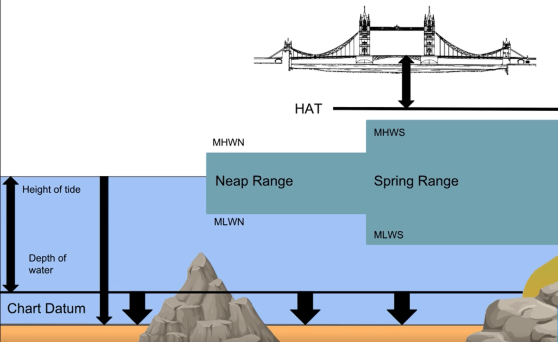 HAT
MHWS
MHWN
Neap Range
Spring Range
Height of tide
MLWN
MLWS
Depth of
water
Chart Datum